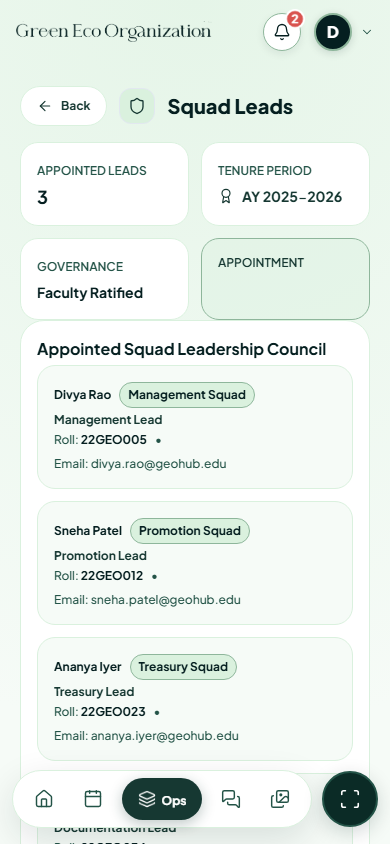 Green Eco Organization
2
D
Back
Squad Leads
APPOINTED LEADS
3
TENURE PERIOD
AY 2025-2026
GOVERNANCE
Faculty Ratified
APPOINTMENT
Appointed Squad Leadership Council
Divya Rao Management Squad
Management Lead
Roll: 22GEO005 •
Email: divya.rao@geohub.edu
Sneha Patel Promotion Squad
Promotion Lead
Roll: 22GEO012 •
Email: sneha.patel@geohub.edu
Ananya Iyer Treasury Squad
Treasury Lead
Roll: 22GEO023 •
Email: ananya.iyer@geohub.edu
Ops
Documentation Lead